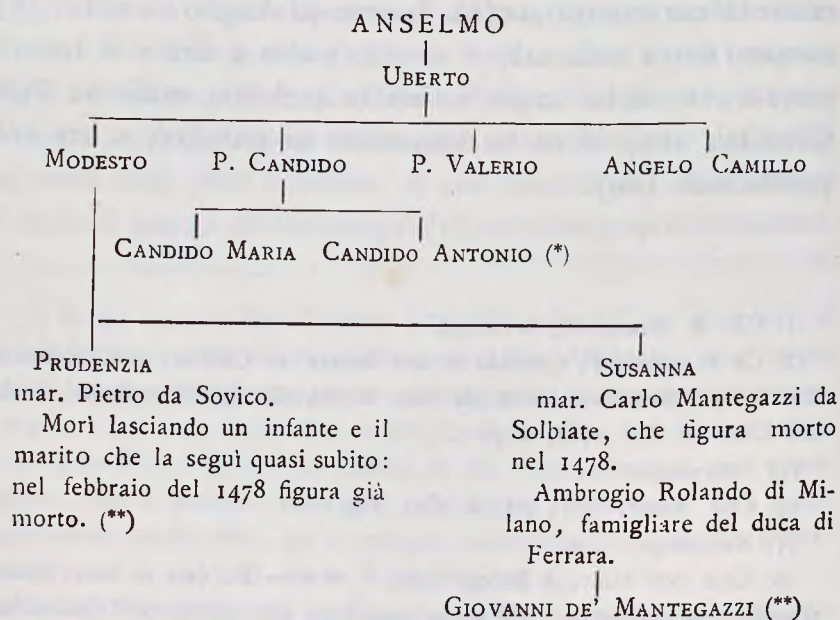 ANSELMO
UBERTO
MODESTO P. CANDIDO P. VALERIO ANGELO CAMILLO
CANDIDO MARIA CANDIDO ANTONIO (*)
PRUDENZIA
mar. Pietro da Sovico.
Morì lasciando un infante e il
marito che la seguì quasi subito:
nel febbraio del 1478 figura già
morto. (**)
SUSANNA
mar. Carlo Mantegazzi da
Solbiate, che figura morto
nel 1478.
Ambrogio Rolando di Mi-
lano, famigliare del duca di
Ferrara.
GIOVANNI DE' MANTEGAZZI (**)